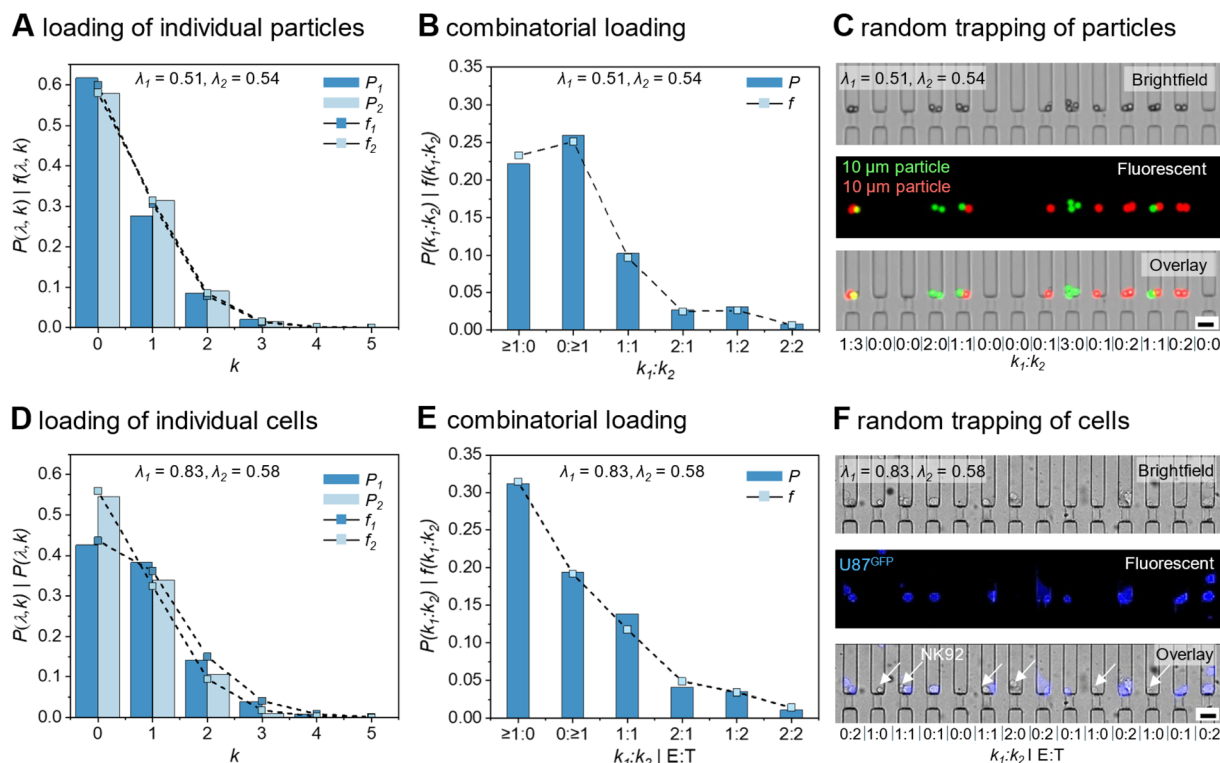 A loading of individual particles
λ1 = 0.51, λ2 = 0.54
P1
P2
f1
f2
P(λ, k) | f(λ, k)
0.6
0.5
0.4
0.3
0.2
0.1
0.0
0 1 2 3 4 5
k
B combinatorial loading
λ1 = 0.51, λ2 = 0.54
P
f
P(k1:k2) | f(k1:k2)
0.35
0.30
0.25
0.20
0.15
0.10
0.05
0.00
≥1:0 0:≥1 1:1 2:1 1:2 2:2
k1:k2
C random trapping of particles
λ1 = 0.51, λ2 = 0.54
Brightfield
10 µm particle
10 µm particle
Fluorescent
Overlay
1:3|0:0|0:0|2:0|1:1|0:0|0:0|0:1|3:0|0:1|0:2|1:1|0:2|0:0
k1:k2
D loading of individual cells
λ1 = 0.83, λ2 = 0.58
P1
P2
f1
f2
P(λ,k) | P(λ,k)
0.6
0.5
0.4
0.3
0.2
0.1
0.0
0 1 2 3 4 5
k
E combinatorial loading
λ1 = 0.83, λ2 = 0.58
P
f
P(k1:k2) | f(k1:k2)
0.35
0.30
0.25
0.20
0.15
0.10
0.05
0.00
≥1:0 0:≥1 1:1 2:1 1:2 2:2
k1:k2 | E:T
F random trapping of cells
λ1 = 0.83, λ2 = 0.58
Brightfield
U87GFP
Fluorescent
NK92
Overlay
0:2|1:0|1:1|0:1|0:0|1:1|2:0|0:2|0:1|1:0|0:2|1:0|0:1|0:2
k1:k2 | E:T